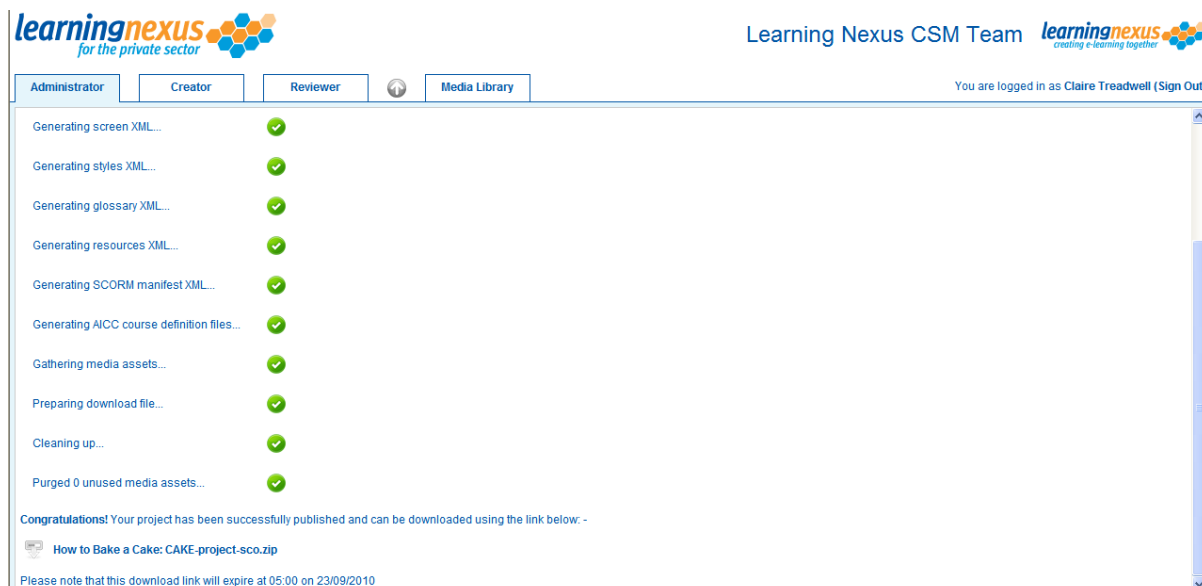 learningnexus
for the private sector
Learning Nexus CSM Team
learningnexus
creating e-learning together
Administrator
Creator
Reviewer
Media Library
You are logged in as Claire Treadwell (Sign Out
Generating screen XML...
Generating styles XML...
Generating glossary XML...
Generating resources XML...
Generating SCORM manifest XML...
Generating AICC course definition files...
Gathering media assets...
Preparing download file...
Cleaning up...
Purged 0 unused media assets...
Congratulations! Your project has been successfully published and can be downloaded using the link below: -
How to Bake a Cake: CAKE-project-sco.zip
Please note that this download link will expire at 05:00 on 23/09/2010